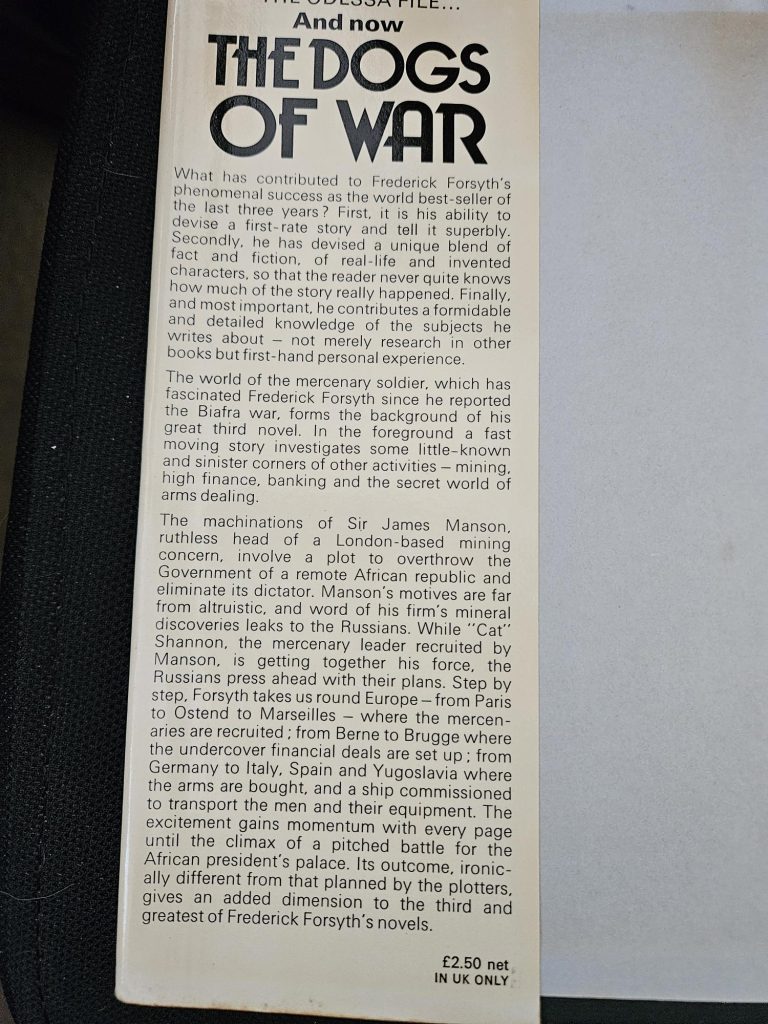 THE ODESSA FILE...
And now
THE DOGS
OF WAR
What has contributed to Frederick Forsyth's
phenomenal success as the world best-seller of
the last three years? First, it is his ability to
devise a first-rate story and tell it superbly.
Secondly, he has devised a unique blend of
fact and fiction, of real-life and invented
characters, so that the reader never quite knows
how much of the story really happened. Finally,
and most important, he contributes a formidable
and detailed knowledge of the subjects he
writes about – not merely research in other
books but first-hand personal experience.
The world of the mercenary soldier, which has
fascinated Frederick Forsyth since he reported
the Biafra war, forms the background of his
great third novel. In the foreground a fast
moving story investigates some little-known
and sinister corners of other activities – mining,
high finance, banking and the secret world of
arms dealing.
The machinations of Sir James Manson,
ruthless head of a London-based mining
concern, involve a plot to overthrow the
Government of a remote African republic and
eliminate its dictator. Manson's motives are far
from altruistic, and word of his firm's mineral
discoveries leaks to the Russians. While "Cat"
Shannon, the mercenary leader recruited by
Manson, is getting together his force, the
Russians press ahead with their plans. Step by
step, Forsyth takes us round Europe – from Paris
to Ostend to Marseilles – where the mercen-
aries are recruited ; from Berne to Brugge where
the undercover financial deals are set up ; from
Germany to Italy, Spain and Yugoslavia where
the arms are bought, and a ship commissioned
to transport the men and their equipment. The
excitement gains momentum with every page
until the climax of a pitched battle for the
African president's palace. Its outcome, ironic-
ally different from that planned by the plotters,
gives an added dimension to the third and
greatest of Frederick Forsyth's novels.
£2.50 net
IN UK ONLY